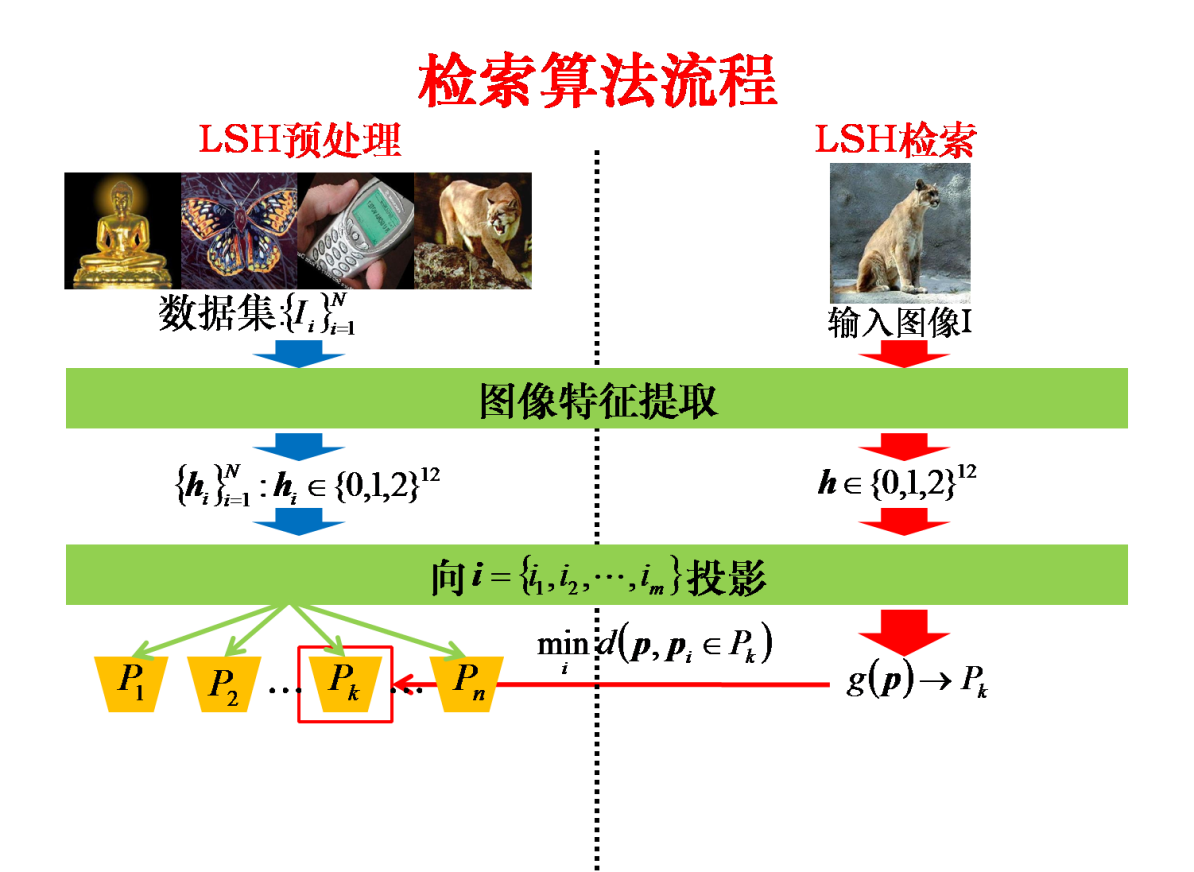 检索算法流程
LSH预处理
LSH检索
数据集:{I_i}_{i=1}^N
输入图像I
图像特征提取
{h_i}_{i=1}^N : h_i ∈ {0,1,2}^{12}
h ∈ {0,1,2}^{12}
向 i = {i_1, i_2, ⋯, i_m} 投影
min_i d(p, p_i ∈ P_k)
P_1 P_2 … P_k … P_n
g(p) → P_k